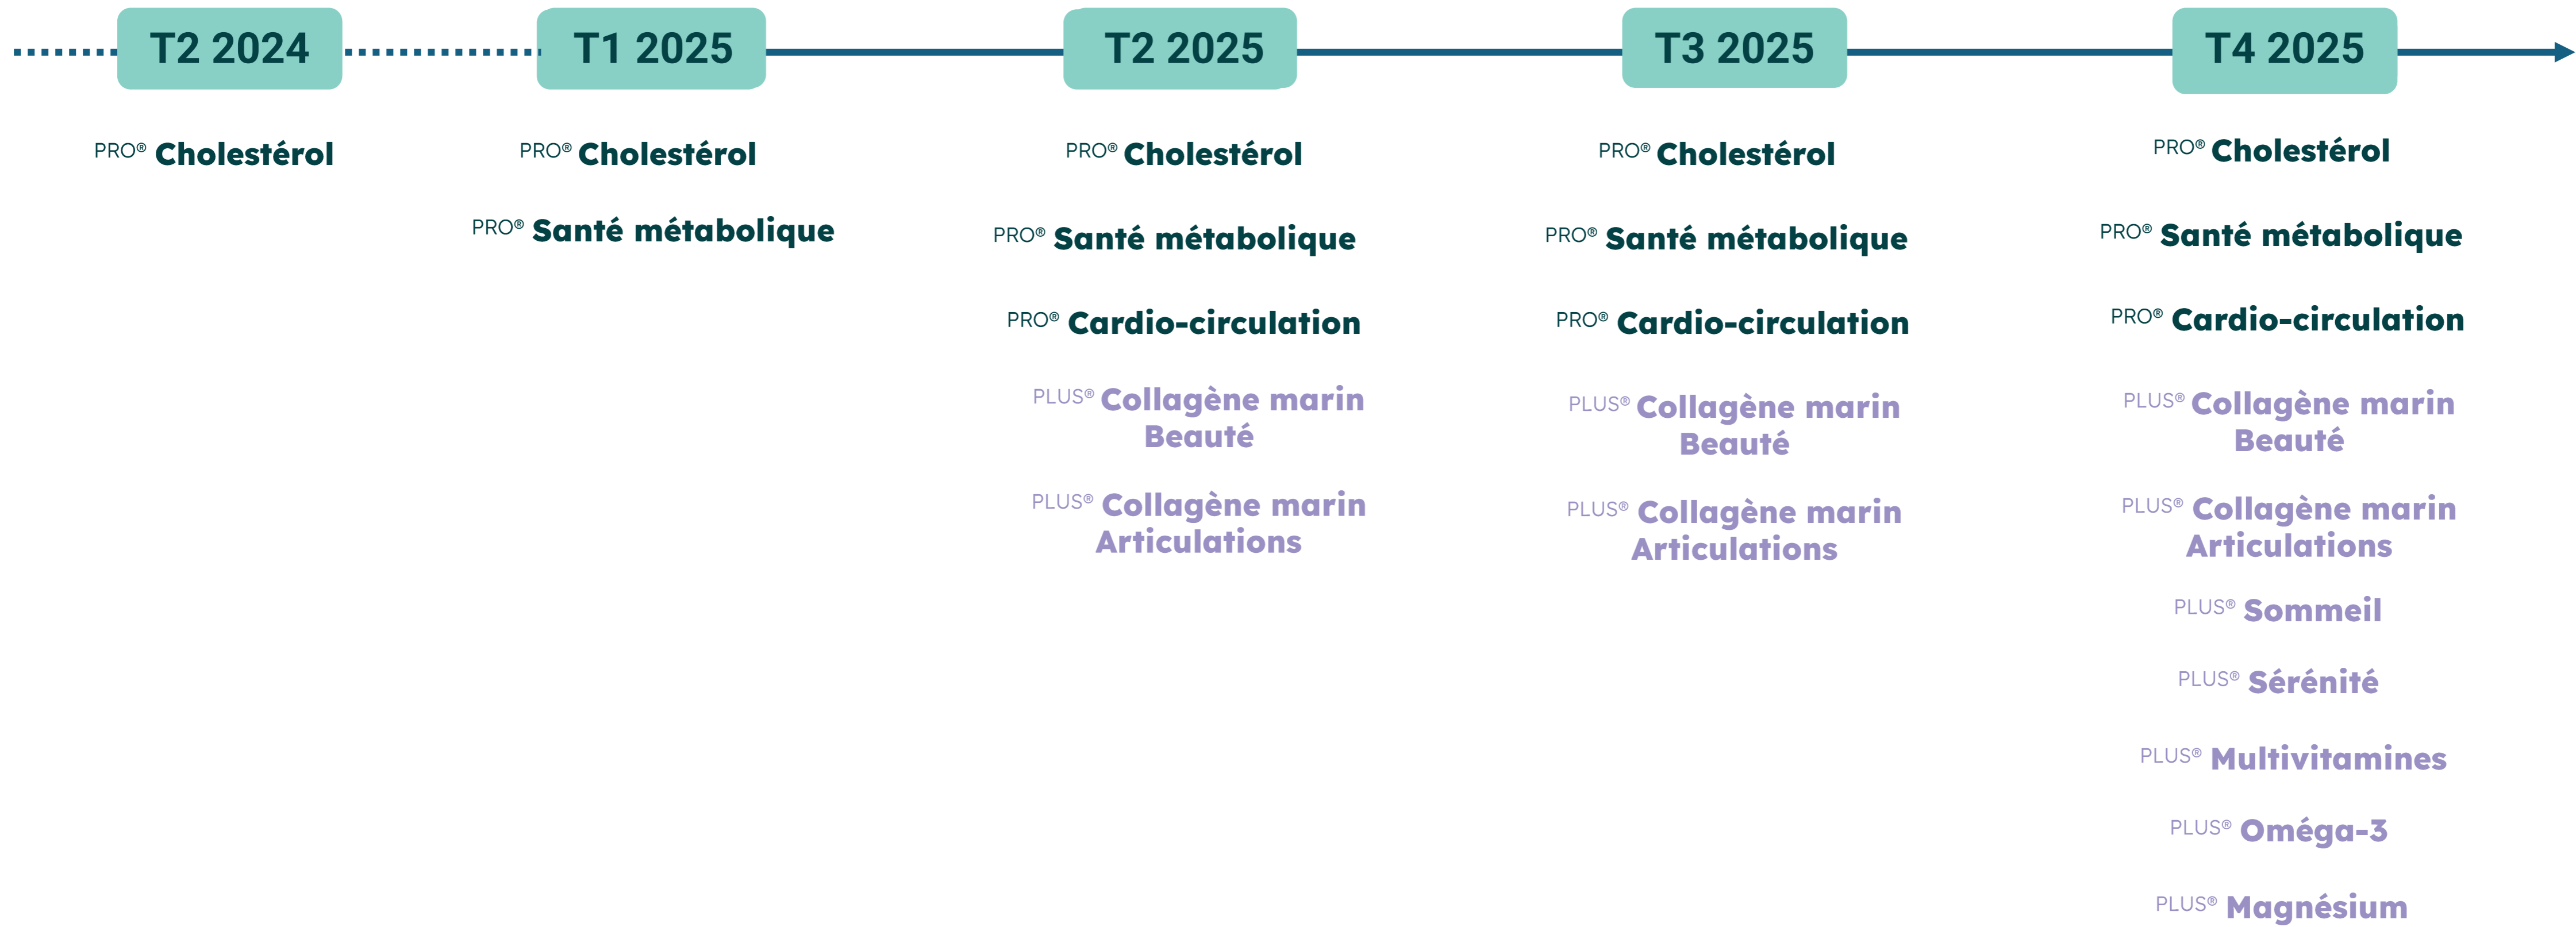 T2 2024
T1 2025
T2 2025
T3 2025
T4 2025
PRO® Cholestérol
PRO® Cholestérol
PRO® Santé métabolique
PRO® Cholestérol
PRO® Santé métabolique
PRO® Cardio-circulation
PLUS® Collagène marin
Beauté
PLUS® Collagène marin
Articulations
PRO® Cholestérol
PRO® Santé métabolique
PRO® Cardio-circulation
PLUS® Collagène marin
Beauté
PLUS® Collagène marin
Articulations
PRO® Cholestérol
PRO® Santé métabolique
PRO® Cardio-circulation
PLUS® Collagène marin
Beauté
PLUS® Collagène marin
Articulations
PLUS® Sommeil
PLUS® Sérénité
PLUS® Multivitamines
PLUS® Oméga-3
PLUS® Magnésium